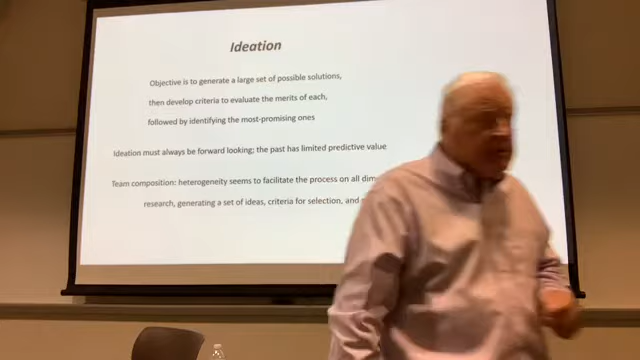 Ideation
Objective is to generate a large set of possible solutions,
then develop criteria to evaluate the merits of each,
followed by identifying the most-promising ones
Ideation must always be forward looking; the past has limited predictive value
Team composition: heterogeneity seems to facilitate the process on all
research, generating a set of ideas, criteria for selection, and